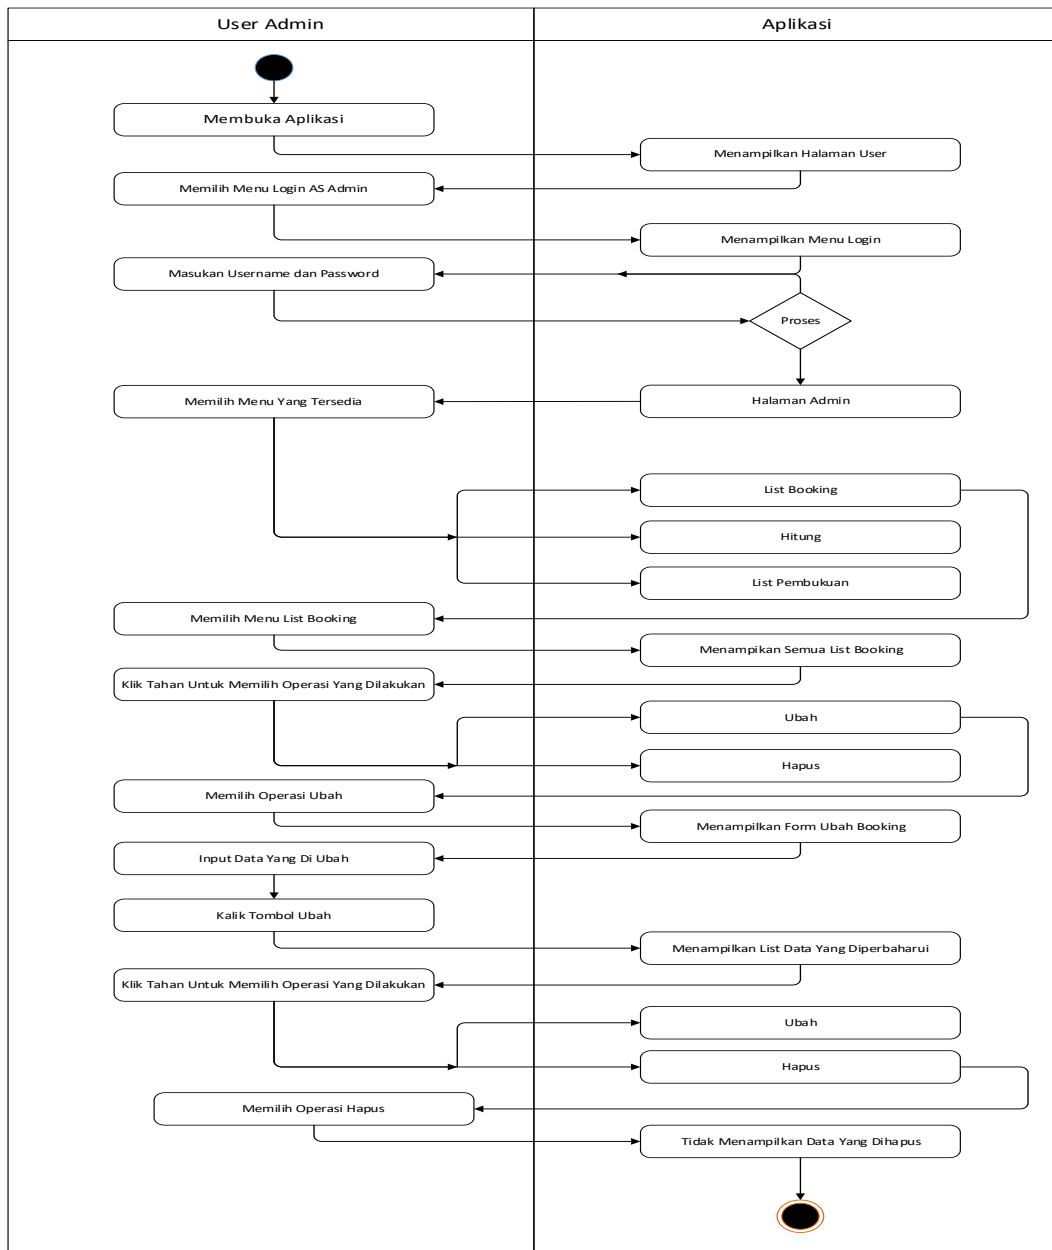 User Admin
Aplikasi
Membuka Aplikasi
Menampilkan Halaman User
Memilih Menu Login AS Admin
Menampilkan Menu Login
Masukan Username dan Password
Proses
Memilih Menu Yang Tersedia
Halaman Admin
List Booking
Hitung
List Pembukuan
Memilih Menu List Booking
Menampikan Semua List Booking
Klik Tahan Untuk Memilih Operasi Yang Dilakukan
Ubah
Hapus
Memilih Operasi Ubah
Menampilkan Form Ubah Booking
Input Data Yang Di Ubah
Kalik Tombol Ubah
Menampilkan List Data Yang Diperbaharui
Klik Tahan Untuk Memilih Operasi Yang Dilakukan
Ubah
Hapus
Memilih Operasi Hapus
Tidak Menampilkan Data Yang Dihapus